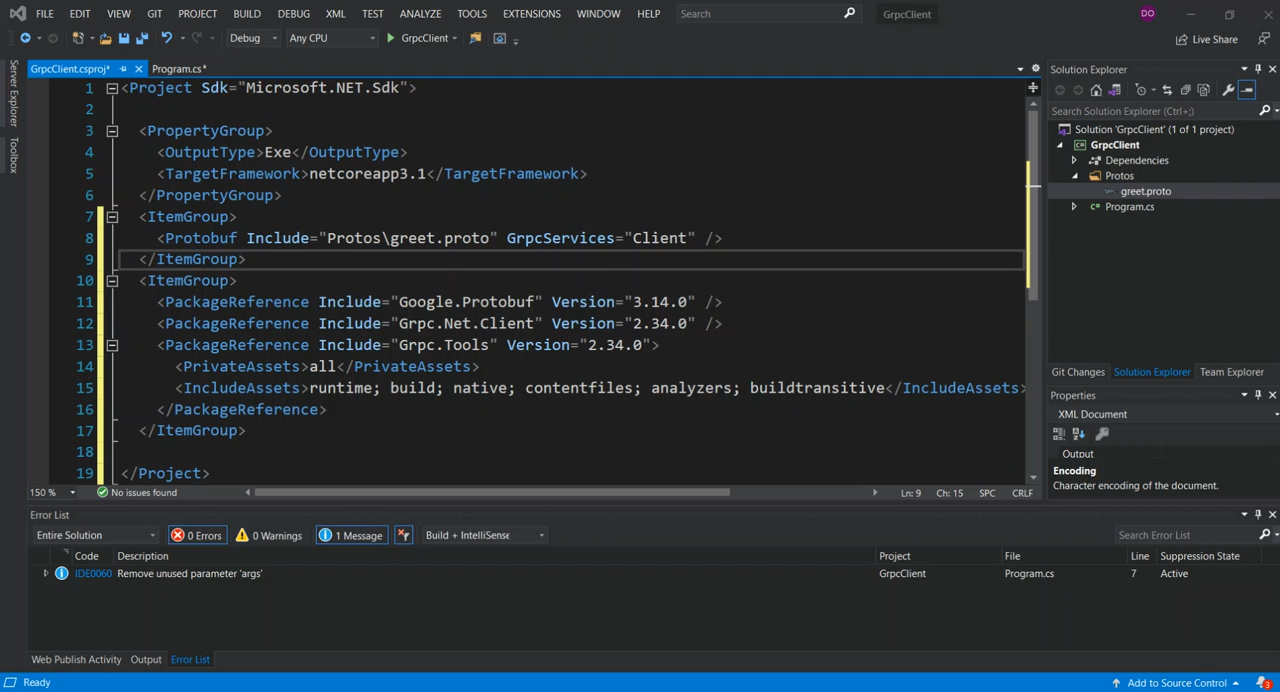 FILE EDIT VIEW GIT PROJECT BUILD DEBUG XML TEST ANALYZE TOOLS EXTENSIONS WINDOW HELP Search GrpcClient DO
Debug Any CPU GrpcClient Live Share
Server Explorer
Toolbox
GrpcClient.csproj* Program.cs*
1 <Project Sdk="Microsoft.NET.Sdk">
2
3 <PropertyGroup>
4 <OutputType>Exe</OutputType>
5 <TargetFramework>netcoreapp3.1</TargetFramework>
6 </PropertyGroup>
7 <ItemGroup>
8 <Protobuf Include="Protos\greet.proto" GrpcServices="Client" />
9 </ItemGroup>
10 <ItemGroup>
11 <PackageReference Include="Google.Protobuf" Version="3.14.0" />
12 <PackageReference Include="Grpc.Net.Client" Version="2.34.0" />
13 <PackageReference Include="Grpc.Tools" Version="2.34.0">
14 <PrivateAssets>all</PrivateAssets>
15 <IncludeAssets>runtime; build; native; contentfiles; analyzers; buildtransitive</IncludeAssets>
16 </PackageReference>
17 </ItemGroup>
18
19 </Project>
150 % No issues found Ln: 9 Ch: 15 SPC CRLF
Solution Explorer
Search Solution Explorer (Ctrl+;)
Solution 'GrpcClient' (1 of 1 project)
GrpcClient
Dependencies
Protos
greet.proto
C# Program.cs
Git Changes Solution Explorer Team Explorer
Properties
XML Document
Output
Encoding
Character encoding of the document.
Error List
Entire Solution 0 Errors 0 Warnings 1 Message Build + IntelliSense Search Error List
Code Description Project File Line Suppression State
IDE0060 Remove unused parameter 'args' GrpcClient Program.cs 7 Active
Web Publish Activity Output Error List
Ready Add to Source Control 3